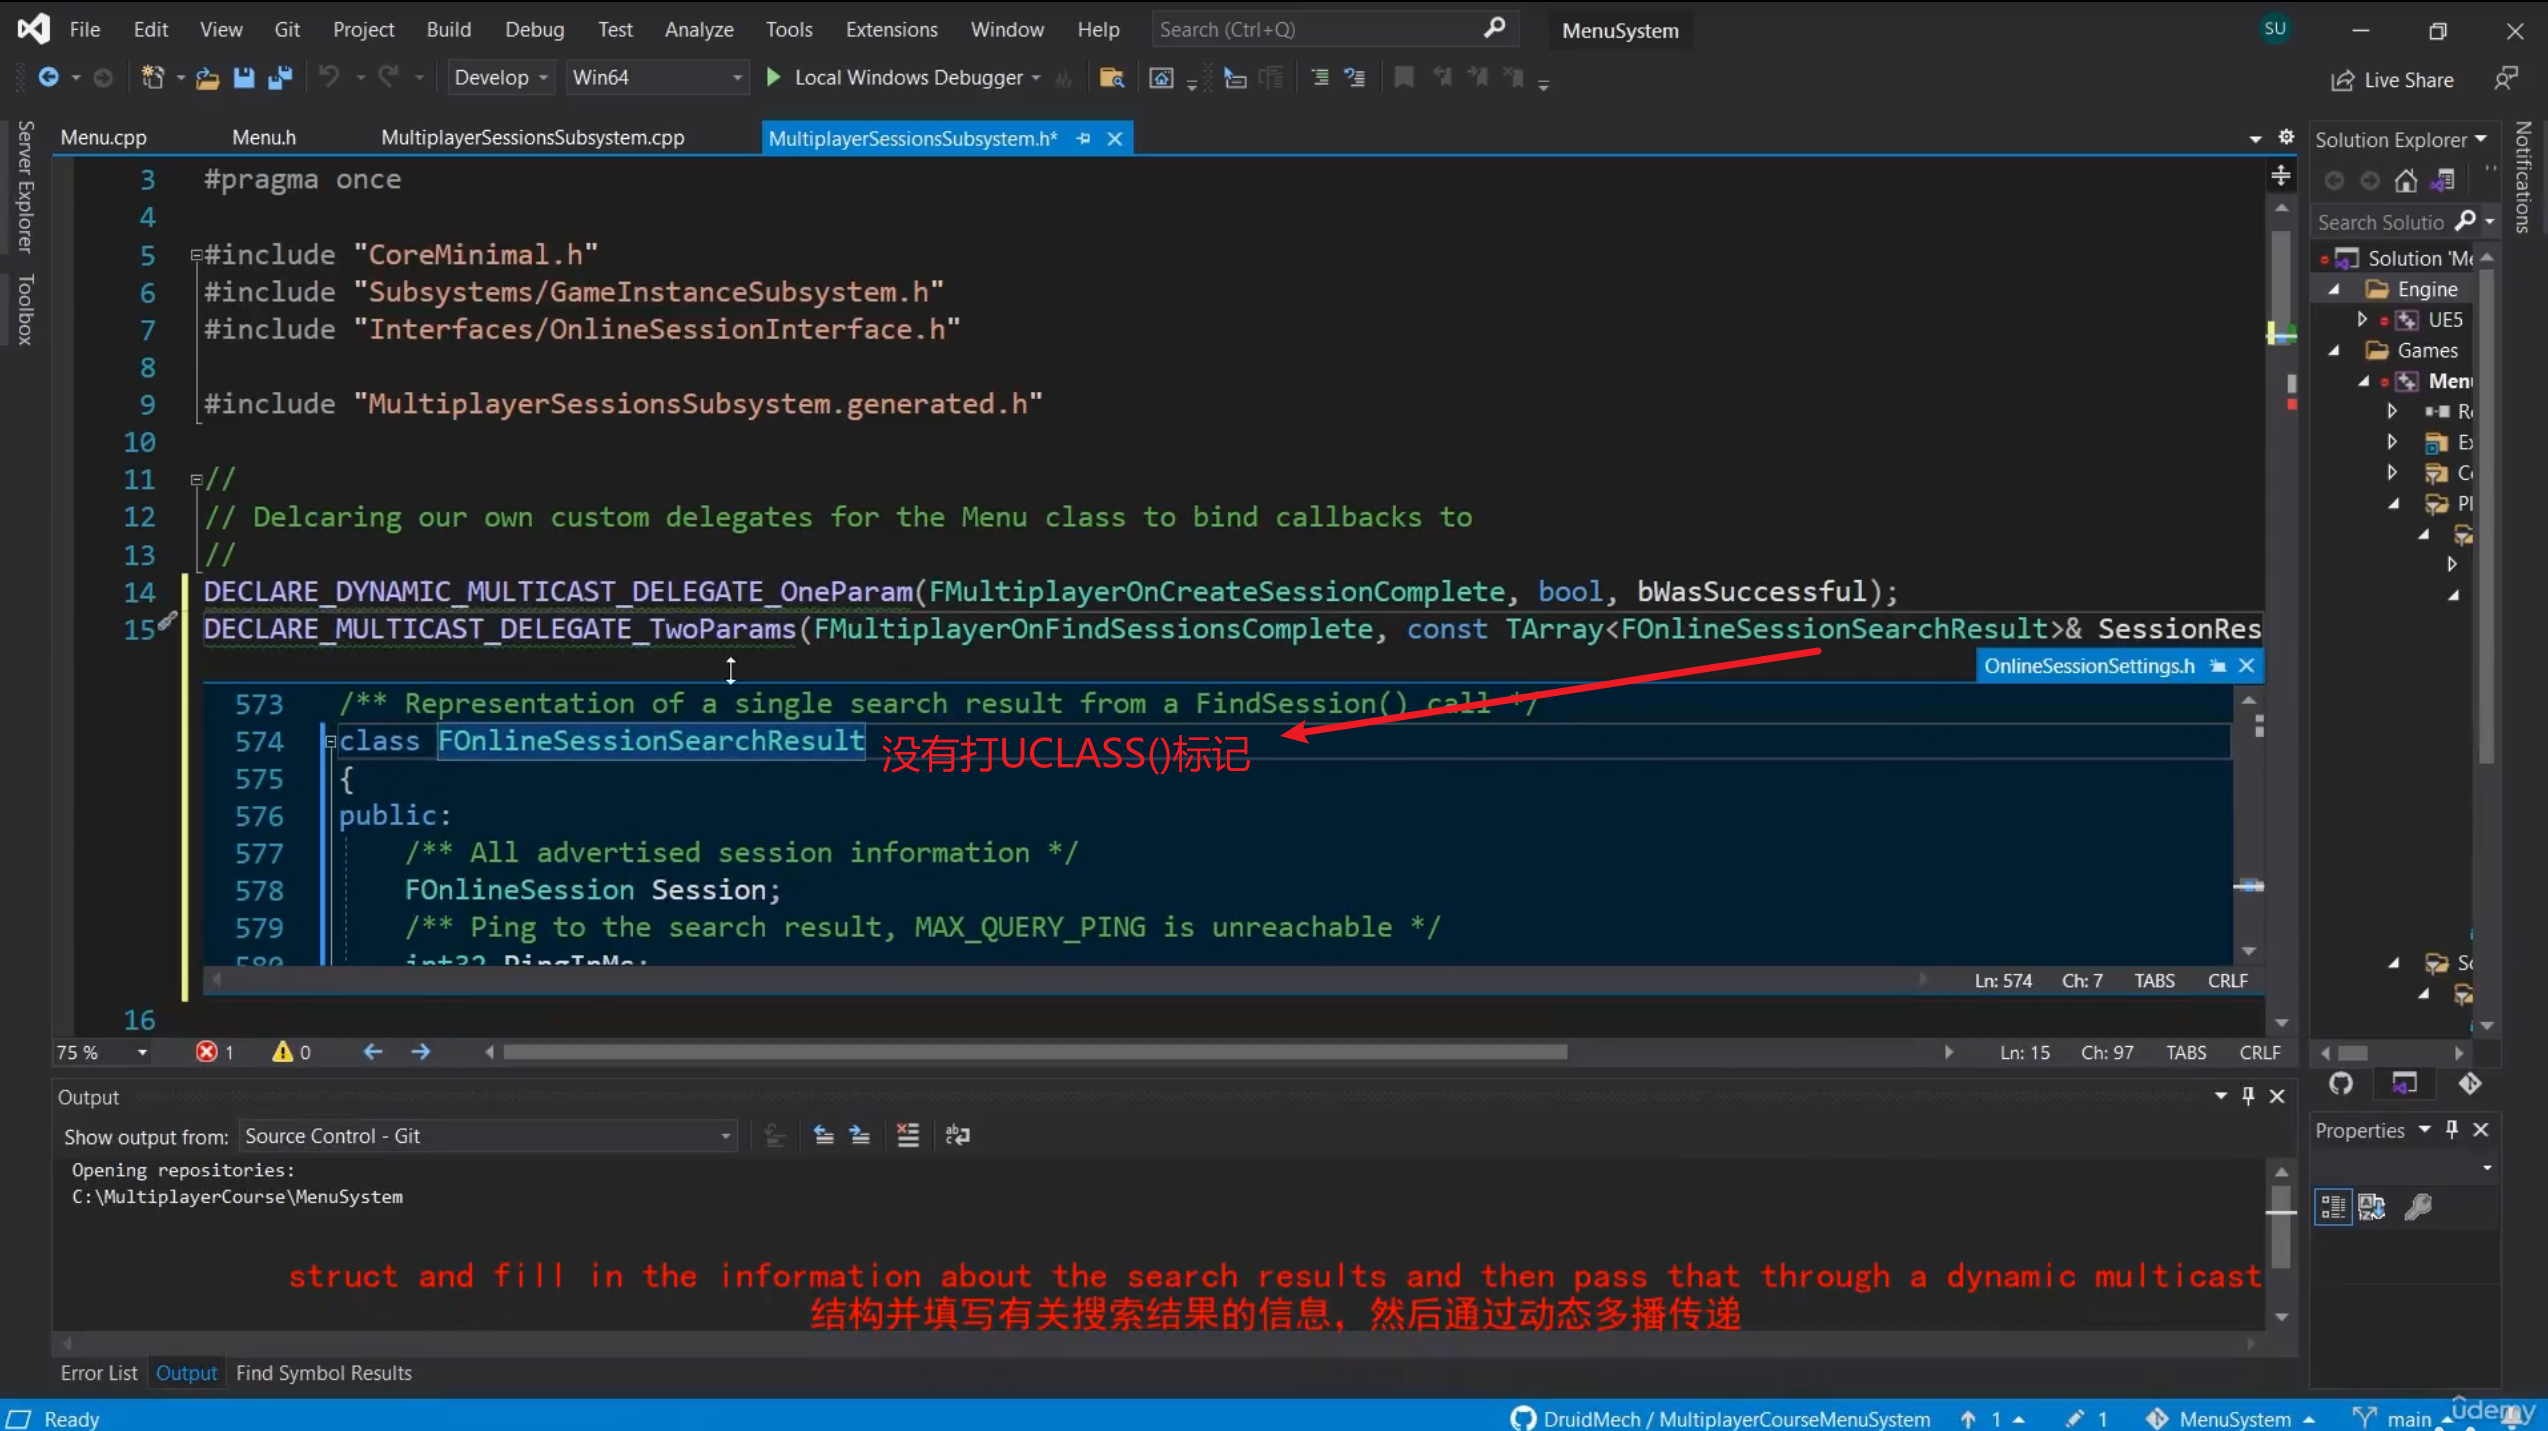 File Edit View Git Project Build Debug Test Analyze Tools Extensions Window Help Search (Ctrl+Q) MenuSystem SU
Develop Win64 Local Windows Debugger Live Share
Server Explorer
Toolbox
Menu.cpp Menu.h MultiplayerSessionsSubsystem.cpp MultiplayerSessionsSubsystem.h*
3 #pragma once
4
5 #include "CoreMinimal.h"
6 #include "Subsystems/GameInstanceSubsystem.h"
7 #include "Interfaces/OnlineSessionInterface.h"
8
9 #include "MultiplayerSessionsSubsystem.generated.h"
10
11 //
12 // Delcaring our own custom delegates for the Menu class to bind callbacks to
13 //
14 DECLARE_DYNAMIC_MULTICAST_DELEGATE_OneParam(FMultiplayerOnCreateSessionComplete, bool, bWasSuccessful);
15 DECLARE_MULTICAST_DELEGATE_TwoParams(FMultiplayerOnFindSessionsComplete, const TArray<FOnlineSessionSearchResult>& SessionRes
OnlineSessionSettings.h
573 /** Representation of a single search result from a FindSession() call */
574 class FOnlineSessionSearchResult 没有打UCLASS()标记
575 {
576 public:
577 /** All advertised session information */
578 FOnlineSession Session;
579 /** Ping to the search result, MAX_QUERY_PING is unreachable */
580 int32 PingInMs;
Ln: 574 Ch: 7 TABS CRLF
16
75 % 1 0 Ln: 15 Ch: 97 TABS CRLF
Output
Show output from: Source Control - Git
Opening repositories:
C:\MultiplayerCourse\MenuSystem
struct and fill in the information about the search results and then pass that through a dynamic multicast
结构并填写有关搜索结果的信息，然后通过动态多播传递
Error List Output Find Symbol Results
Solution Explorer
Search Solutio
Solution 'Me
Engine
UE5
Games
Menu
Re
Ex
Pl
Properties
Notifications
Ready DruidMech / MultiplayerCourseMenuSystem 1 1 MenuSystem main
ûdemy